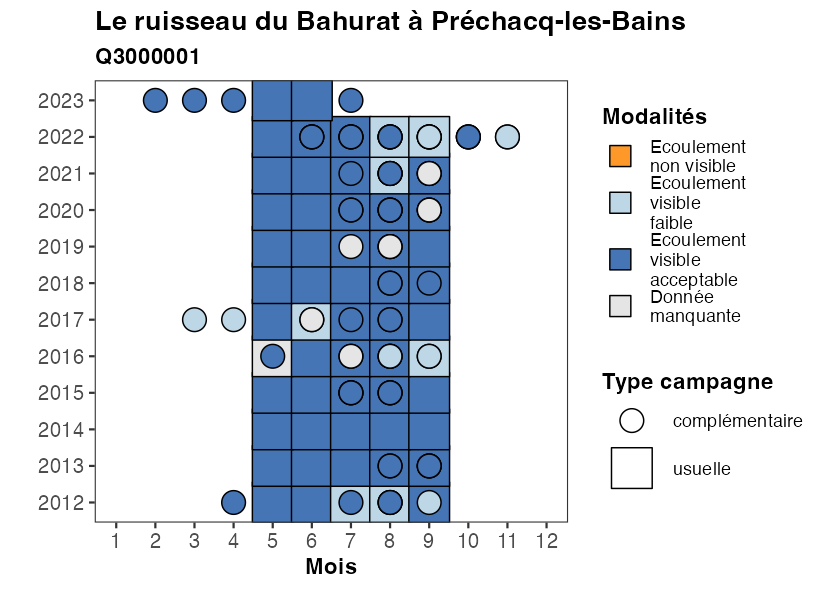 Le ruisseau du Bahurat à Préchacq-les-Bains
Q3000001
2023
2022
2021
2020
2019
2018
2017
2016
2015
2014
2013
2012
1 2 3 4 5 6 7 8 9 10 11 12
Mois
Modalités
Ecoulement
non visible
Ecoulement
visible
faible
Ecoulement
visible
acceptable
Donnée
manquante
Type campagne
complémentaire
usuelle